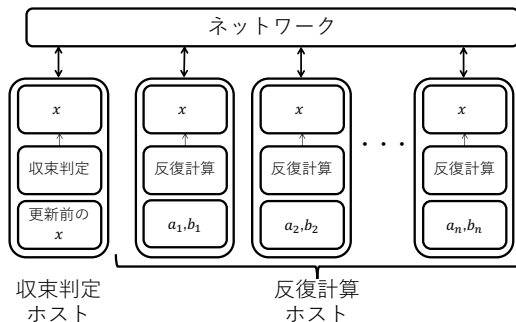 ネットワーク
x x x x
収束判定 反復計算 反復計算 ・・・ 反復計算
更新前の
x a₁,b₁ a₂,b₂ aₙ,bₙ
収束判定 反復計算
ホスト ホスト